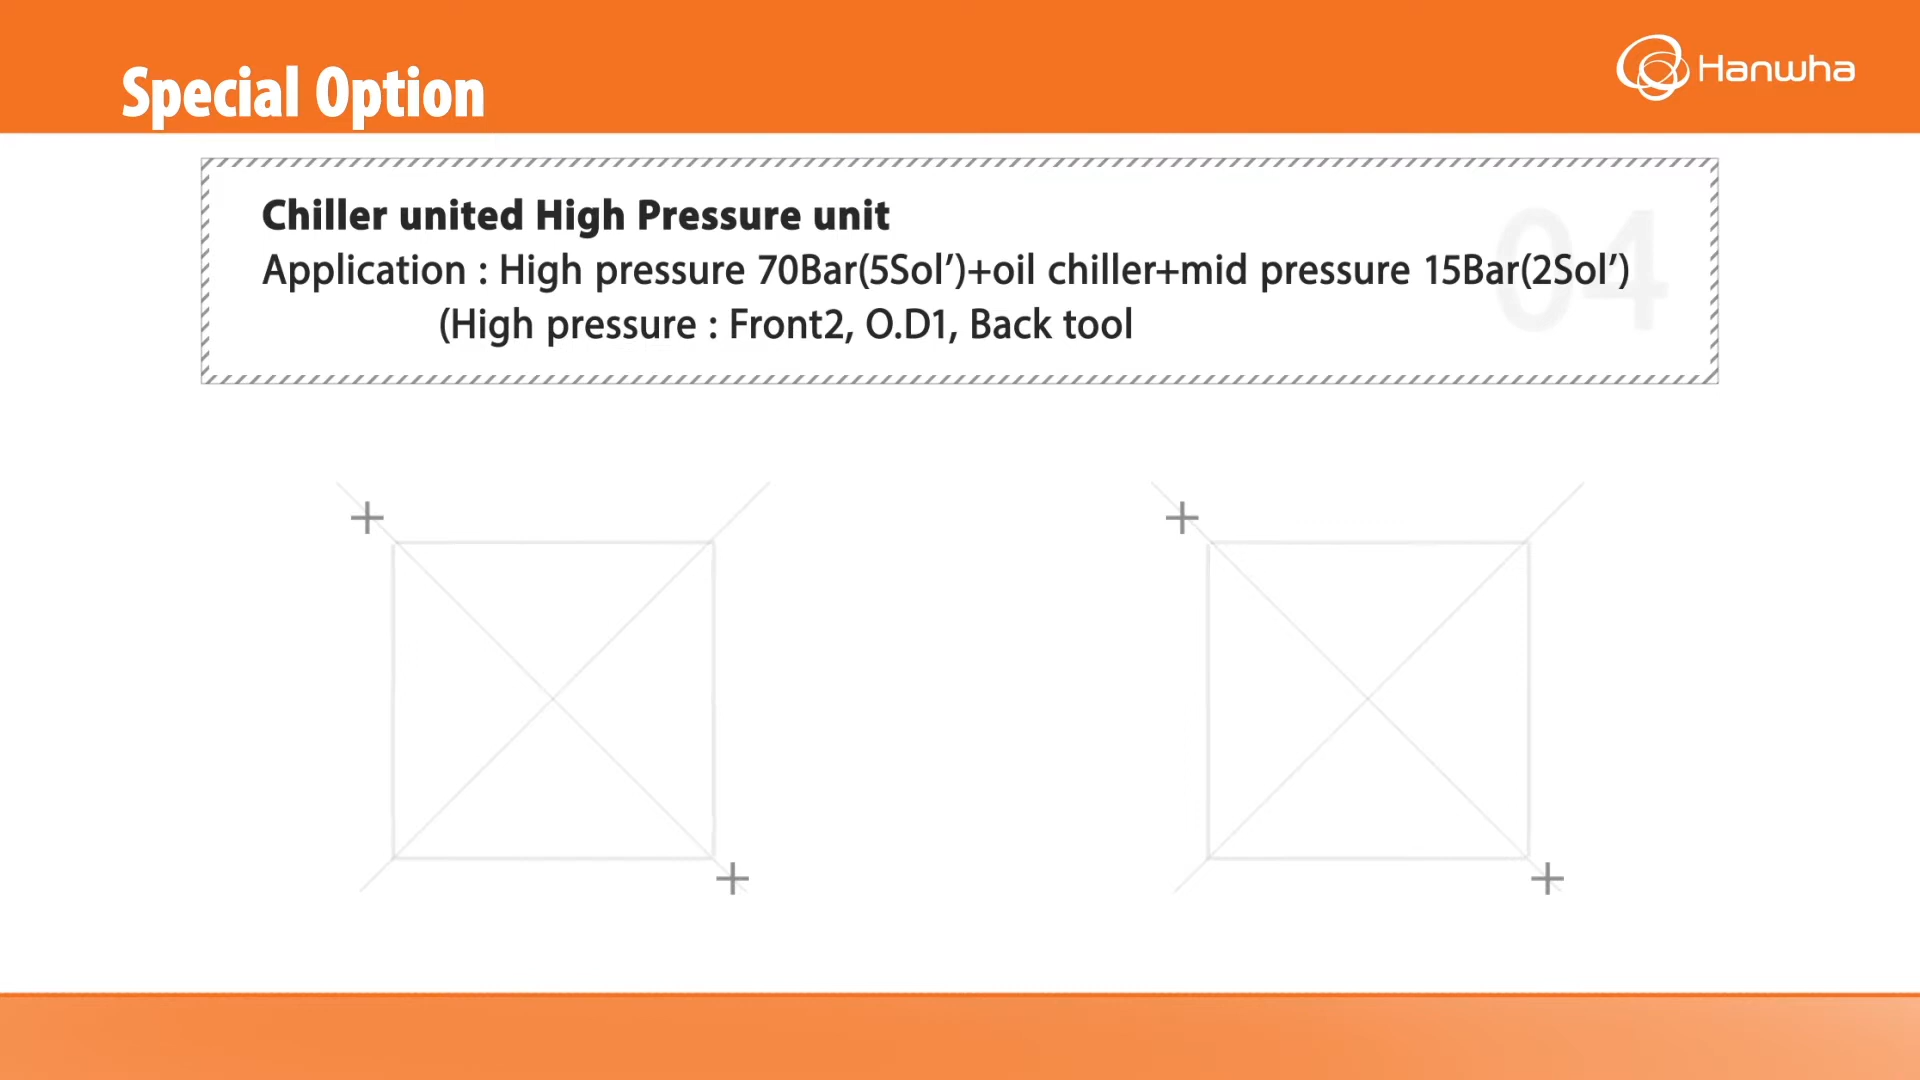 Special Option
Hanwha
04
Chiller united High Pressure unit
Application : High pressure 70Bar(5Sol’)+oil chiller+mid pressure 15Bar(2Sol’)
(High pressure : Front2, O.D1, Back tool